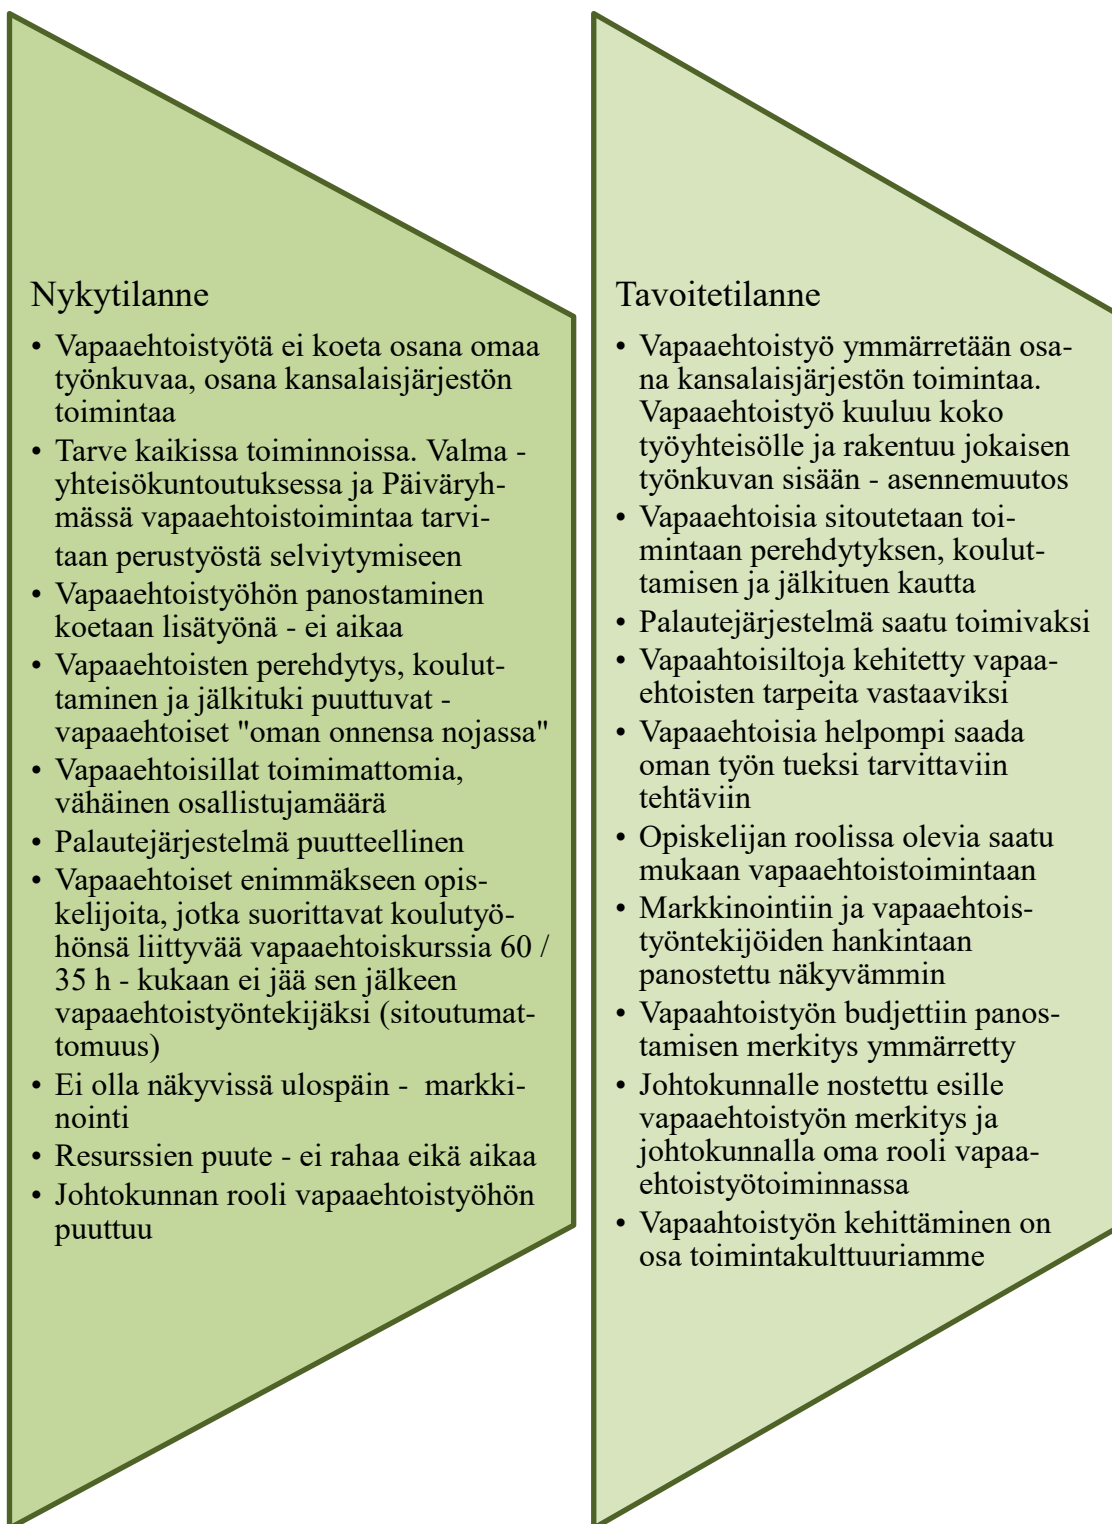 Nykytilanne
• Vapaaehtoistyötä ei koeta osana omaa
työnkuvaa, osana kansalaisjärjestön
toimintaa
• Tarve kaikissa toiminnoissa. Valma -
yhteisökuntoutuksessa ja Päiväryh-
mässä vapaaehtoistoimintaa tarvi-
taan perustyöstä selviytymiseen
• Vapaaehtoistyöhön panostaminen
koetaan lisätyönä - ei aikaa
• Vapaaehtoisten perehdytys, koulut-
taminen ja jälkituki puuttuvat -
vapaaehtoiset "oman onnensa nojassa"
• Vapaaehtoisillat toimimattomia,
vähäinen osallistujamäärä
• Palautejärjestelmä puutteellinen
• Vapaaehtoiset enimmäkseen opis-
kelijoita, jotka suorittavat koulutyö-
hönsä liittyvää vapaaehtoiskurssia 60 /
35 h - kukaan ei jää sen jälkeen
vapaaehtoistyöntekijäksi (sitoutumat-
tomuus)
• Ei olla näkyvissä ulospäin - markki-
nointi
• Resurssien puute - ei rahaa eikä aikaa
• Johtokunnan rooli vapaaehtoistyöhön
puuttuu
Tavoitetilanne
• Vapaaehtoistyö ymmärretään osa-
na kansalaisjärjestön toimintaa.
Vapaaehtoistyö kuuluu koko
työyhteisölle ja rakentuu jokaisen
työnkuvan sisään - asennemuutos
• Vapaaehtoisia sitoutetaan toi-
mintaan perehdytyksen, koulut-
tamisen ja jälkituen kautta
• Palautejärjestelmä saatu toimivaksi
• Vapaahtoisiltoja kehitetty vapaa-
ehtoisten tarpeita vastaaviksi
• Vapaaehtoisia helpompi saada
oman työn tueksi tarvittaviin
tehtäviin
• Opiskelijan roolissa olevia saatu
mukaan vapaaehtoistoimintaan
• Markkinointiin ja vapaaehtois-
työntekijöiden hankintaan
panostettu näkyvämmin
• Vapaahtoistyön budjettiin panos-
tamisen merkitys ymmärretty
• Johtokunnalle nostettu esille
vapaaehtoistyön merkitys ja
johtokunnalla oma rooli vapaa-
ehtoistyötoiminnassa
• Vapaahtoistyön kehittäminen on
osa toimintakulttuuriamme